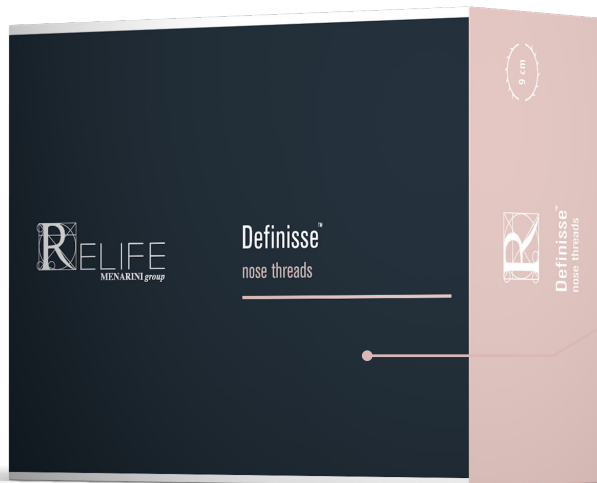 RELIFE
MENARINI group
Definisse™
nose threads
9 cm
R
Definisse™
nose threads